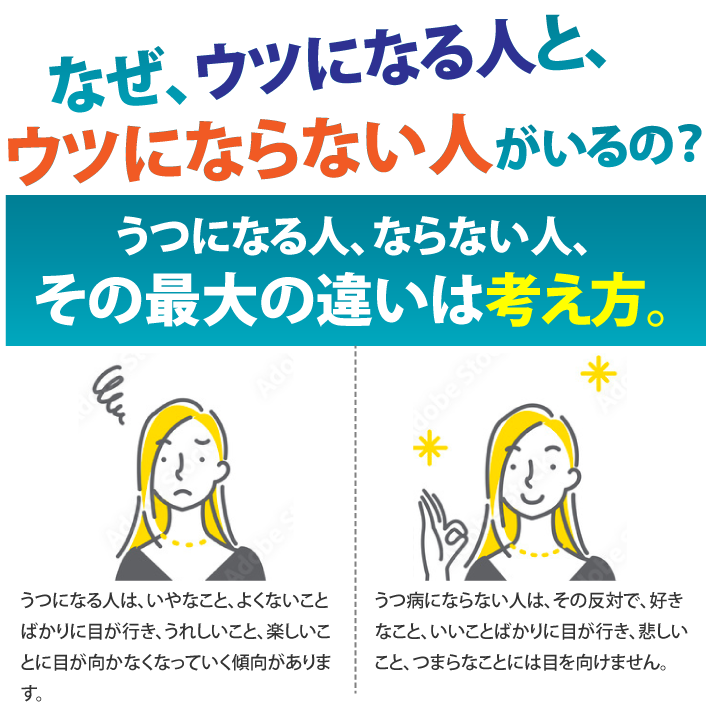 なぜ、ウツになる人と、
ウツにならない人がいるの?
うつになる人、ならない人、
その最大の違いは考え方。
うつになる人は、いやなこと、よくないこと
ばかりに目が行き、うれしいこと、楽しいこ
とに目が向かなくなっていく傾向がありま
す。
うつ病にならない人は、その反対で、好き
なこと、いいことばかりに目が行き、悲しい
こと、つまらなことには目を向けません。